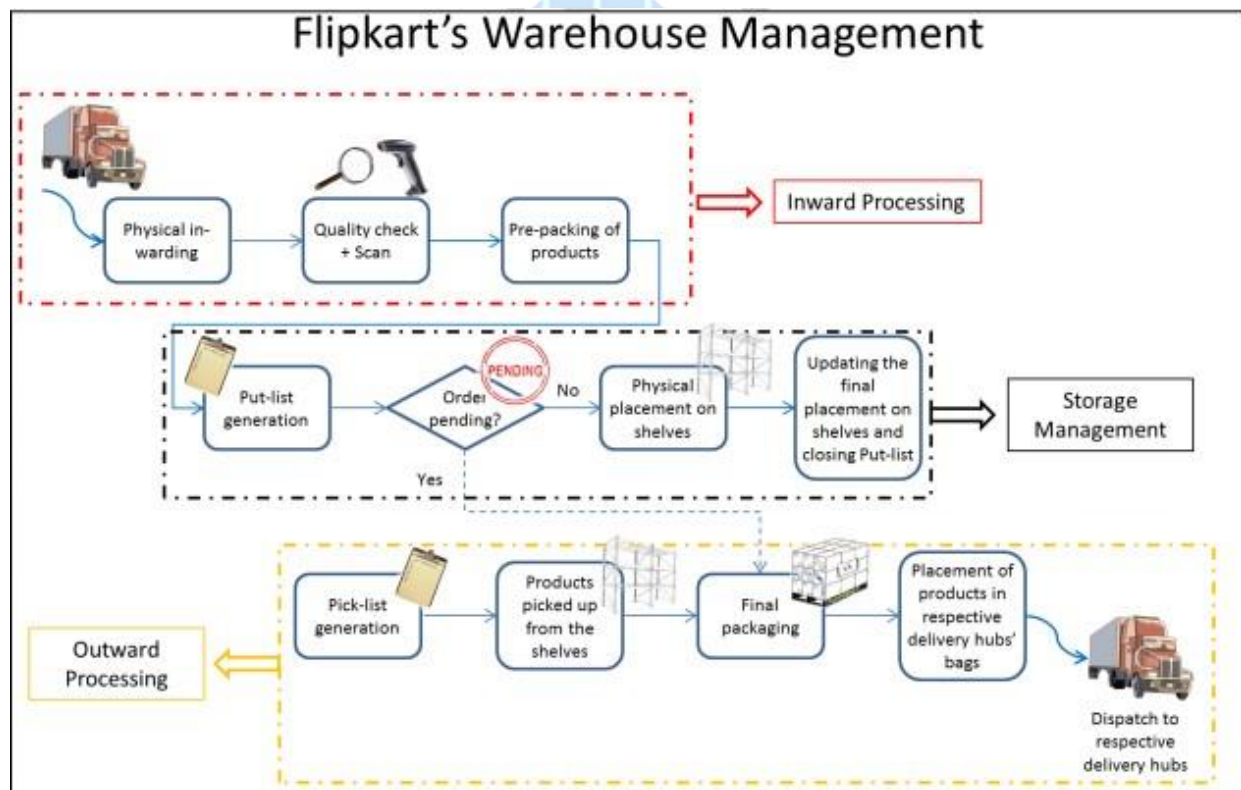 Flipkart's Warehouse Management
Physical in-
warding
Quality check
+ Scan
Pre-packing of
products
Inward Processing
Put-list
generation
Order
pending?
PENDING
No
Yes
Physical
placement on
shelves
Updating the
final
placement on
shelves and
closing Put-list
Storage
Management
Pick-list
generation
Products
picked up
from the
shelves
Final
packaging
Placement of
products in
respective
delivery hubs'
bags
Dispatch to
respective
delivery hubs
Outward
Processing